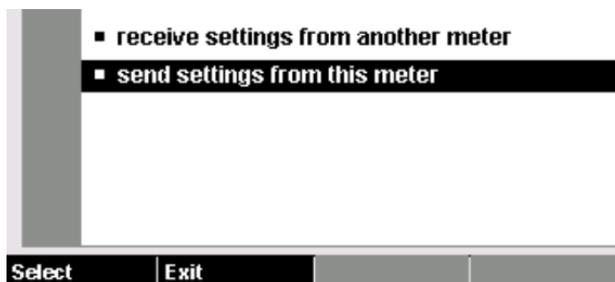 receive settings from another meter
send settings from this meter
Select Exit